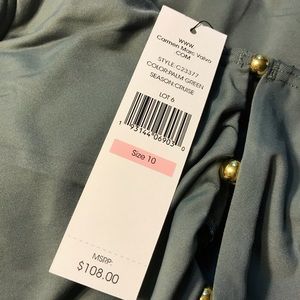 WWW
Carmen Marc Valvo
.COM
STYLE:C23377
COLOR:PALM GREEN
SEASON:CRUISE
LOT 6
1 93144 06903 0
Size 10
MSRP:
$108.00